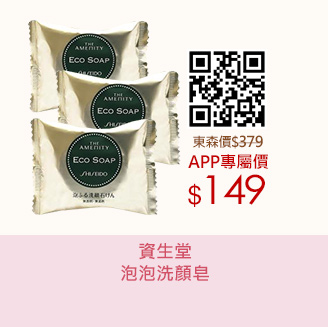 THE
AMENITY
ECO SOAP
SHISEIDO
THE
AMENITY
ECO SOAP
THE
AMENITY
ECO SOAP
SHISEIDO
東森價$379
APP專屬價
$149
資生堂
泡泡洗顏皂